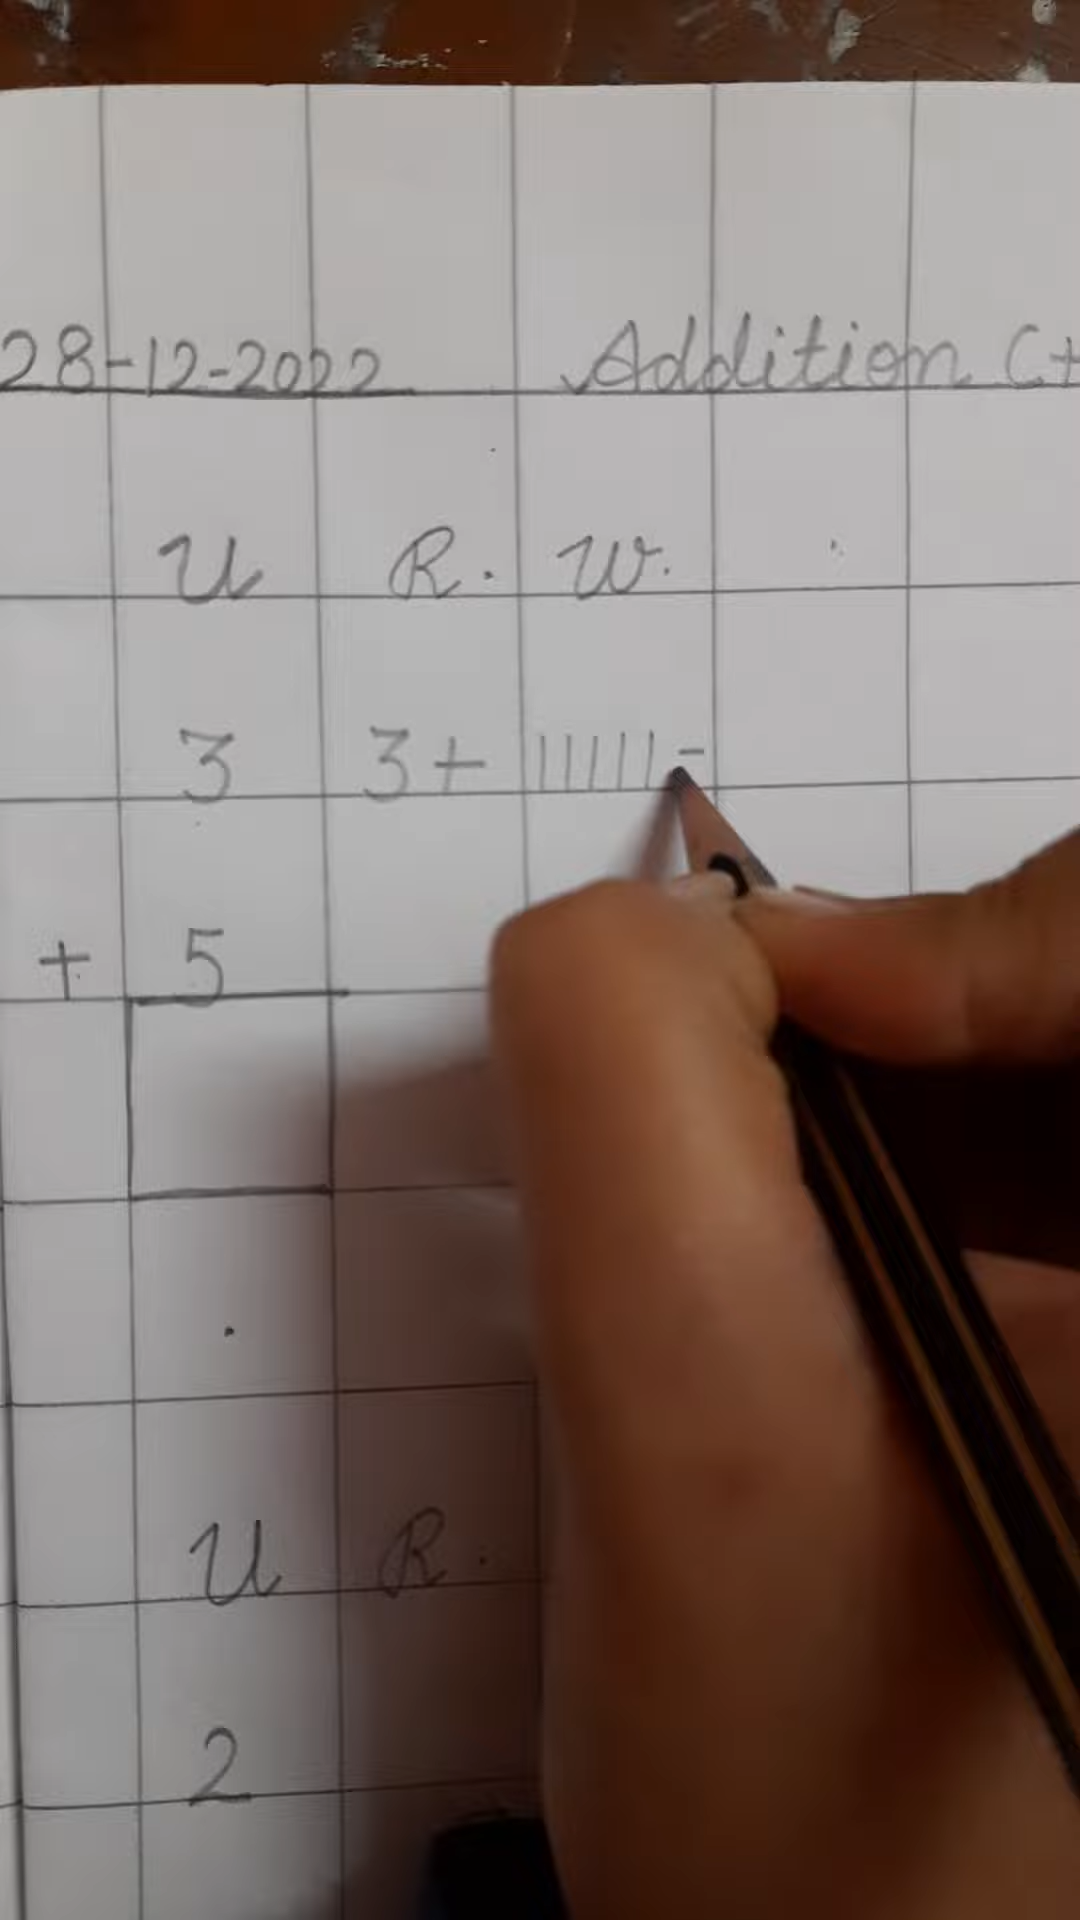 28-12-2022 Addition (+
U R. W.
3 3+ ||||| -
+ 5
U R.
2